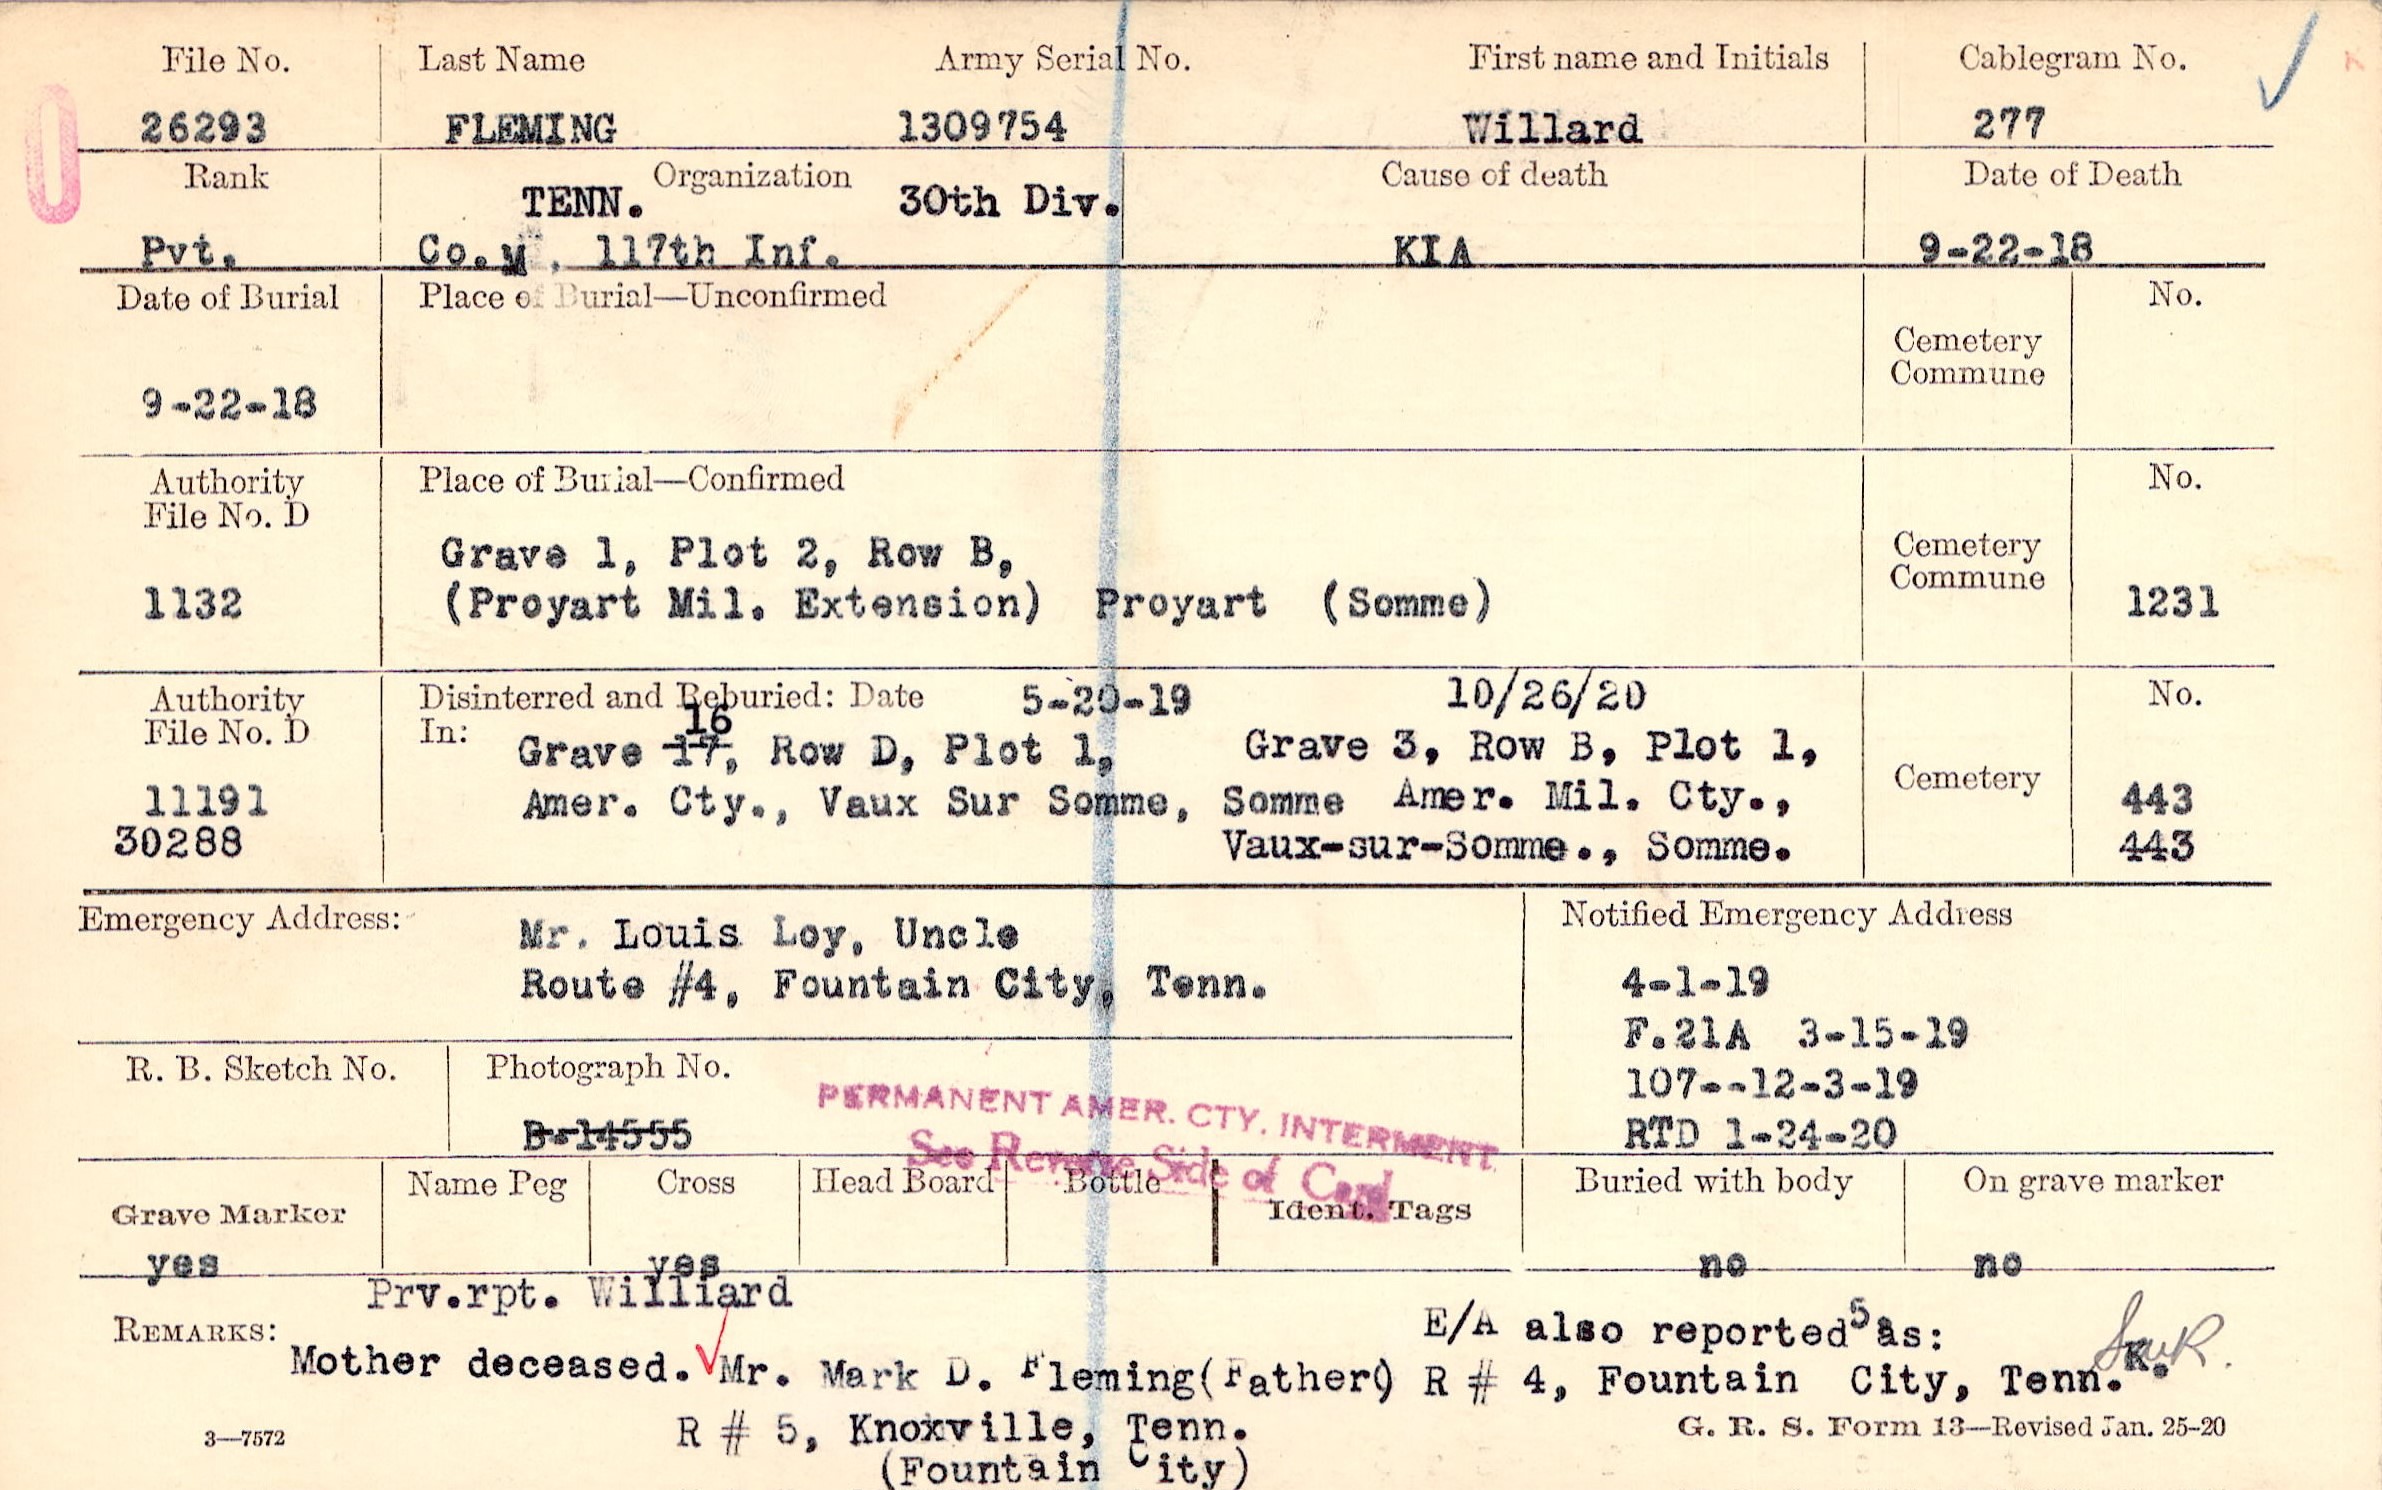 File No. Last Name Army Serial No. First name and Initials Cablegram No.
26293 FLEMING 1309754 Willard 277
Rank Organization Cause of death Date of Death
TENN. 30th Div.
Pvt. Co. M , 117th Inf. KIA 9-22-18
Date of Burial Place of Burial—Unconfirmed No.
Cemetery
Commune
9-22-18
Authority Place of Burial—Confirmed No.
File No. D
Grave 1, Plot 2, Row B, Cemetery
Commune
1132 (Proyart Mil. Extension) Proyart (Somme) 1231
Authority Disinterred and Reburied: Date 5-20-19 10/26/20 No.
File No. D In: 16
Grave 17, Row D, Plot 1, Grave 3, Row B, Plot 1,
Cemetery
11191 Amer. Cty., Vaux Sur Somme, Somme Amer. Mil. Cty., 443
30288 Vaux-sur-Somme., Somme. 443
Emergency Address: Mr. Louis Loy, Uncle Notified Emergency Address
Route #4, Fountain City, Tenn. 4-1-19
F.21A 3-15-19
R. B. Sketch No. Photograph No. 107--12-3-19
B-14555 RTD 1-24-20
PERMANENT AMER. CTY. INTERMENT
See Reverse Side of Card
Grave Marker Name Peg Cross Head Board Bottle Ident. Tags Buried with body On grave marker
yes yes no no
Prv.rpt. Williard
REMARKS: E/A also reported 5 as:
Mother deceased. Mr. Mark D. Fleming(Father() R # 4, Fountain City, Tenn. K.
R # 5, Knoxville, Tenn.
3—7572 G. R. S. Form 13—Revised Jan. 25-20
(Fountain City)